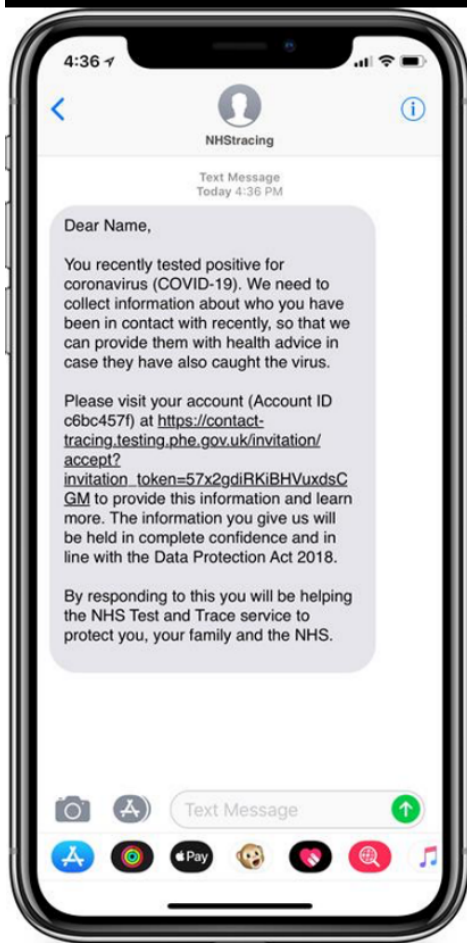 4:36
NHStracing
Text Message
Today 4:36 PM
Dear Name,
You recently tested positive for
coronavirus (COVID-19). We need to
collect information about who you have
been in contact with recently, so that we
can provide them with health advice in
case they have also caught the virus.
Please visit your account (Account ID
c6bc457f) at https://contact-
tracing.testing.phe.gov.uk/invitation/
accept?
invitation_token=57x2gdiRKiBHVuxdsC
GM to provide this information and learn
more. The information you give us will
be held in complete confidence and in
line with the Data Protection Act 2018.
By responding to this you will be helping
the NHS Test and Trace service to
protect you, your family and the NHS.
Text Message
Pay